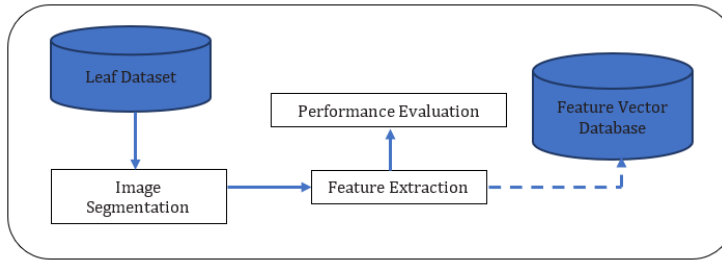 Leaf Dataset
Performance Evaluation
Feature Vector
Database
Image
Segmentation
Feature Extraction